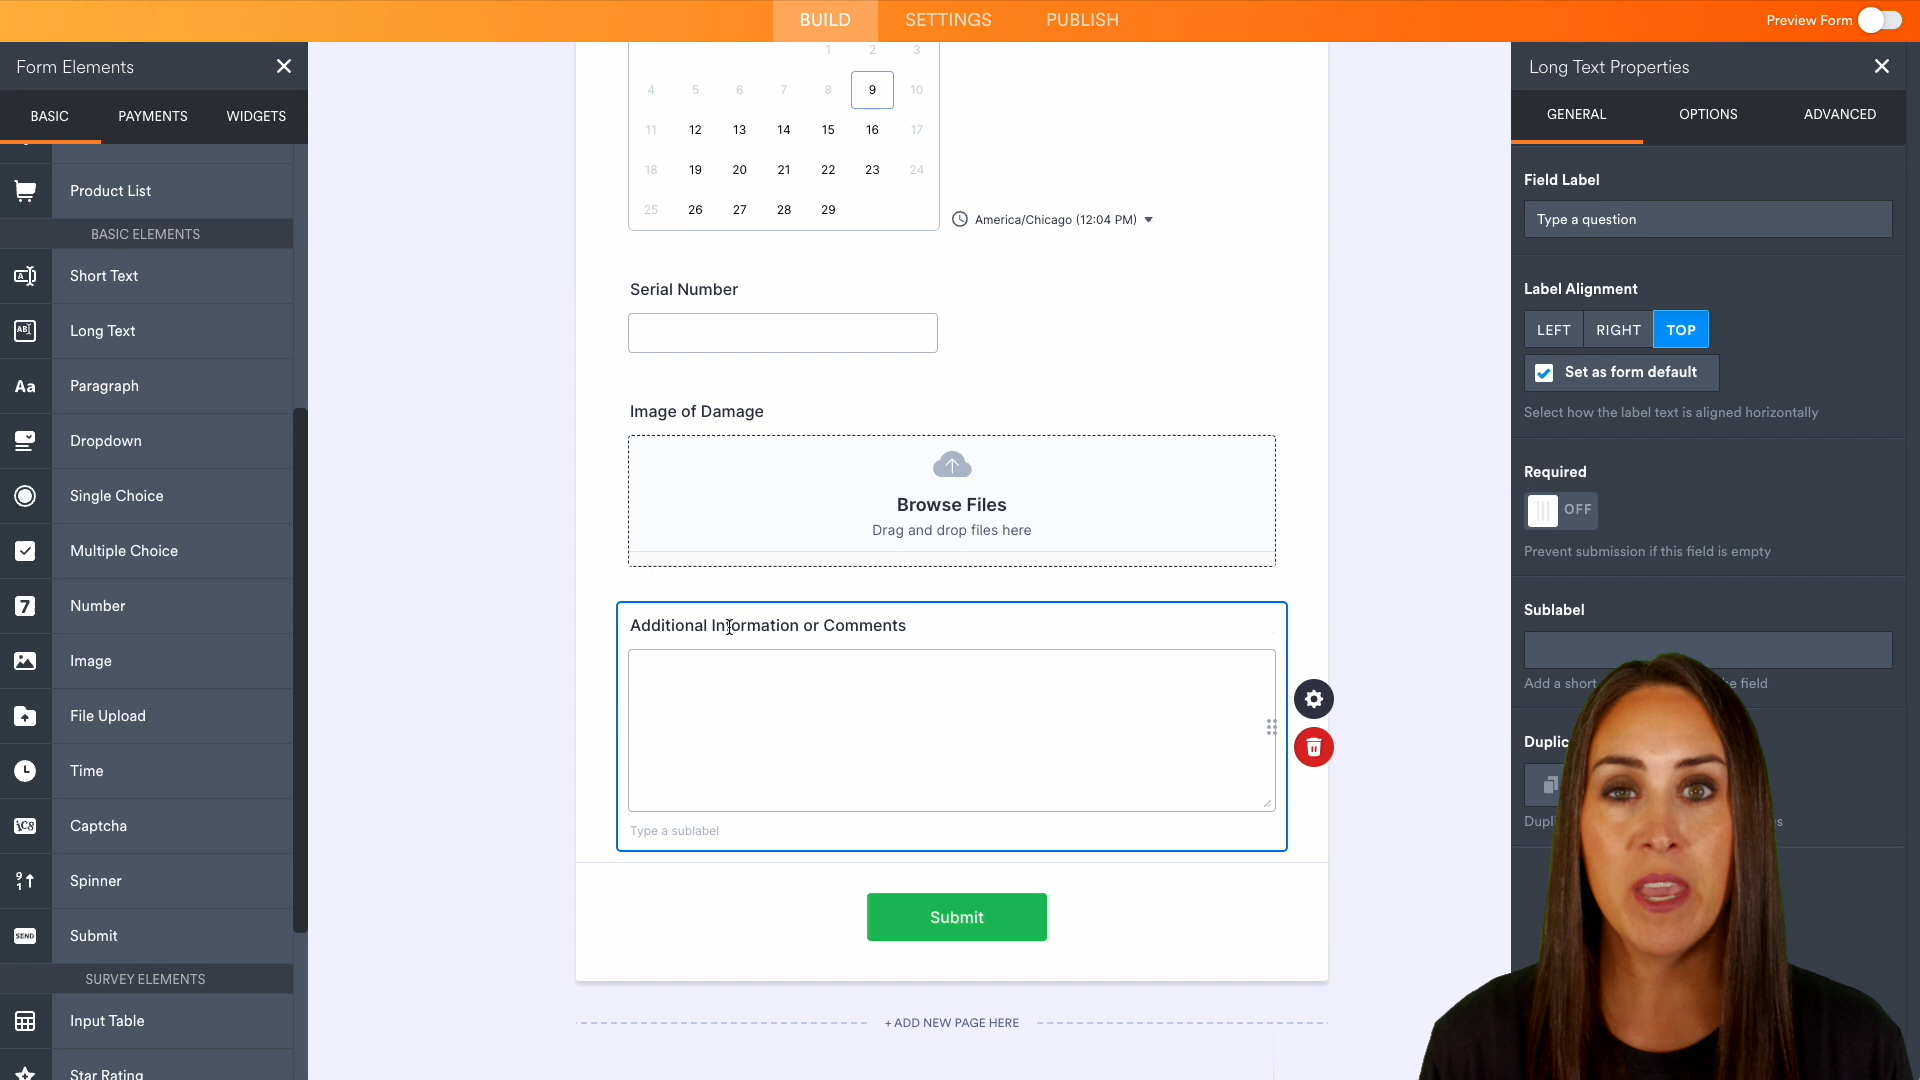 BUILD SETTINGS PUBLISH Preview Form
Form Elements
BASIC PAYMENTS WIDGETS
Product List
BASIC ELEMENTS
Short Text
Long Text
Aa Paragraph
Dropdown
Single Choice
Multiple Choice
7 Number
Image
File Upload
Time
Captcha
Spinner
SEND Submit
SURVEY ELEMENTS
Input Table
Star Rating
1 2 3
4 5 6 7 8 9 10
11 12 13 14 15 16 17
18 19 20 21 22 23 24
25 26 27 28 29
America/Chicago (12:04 PM)
Serial Number
Image of Damage
Browse Files
Drag and drop files here
Additional Information or Comments
Type a sublabel
Submit
+ ADD NEW PAGE HERE
Long Text Properties
GENERAL OPTIONS ADVANCED
Field Label
Type a question
Label Alignment
LEFT RIGHT TOP
Set as form default
Select how the label text is aligned horizontally
Required
OFF
Prevent submission if this field is empty
Sublabel
Add a short field